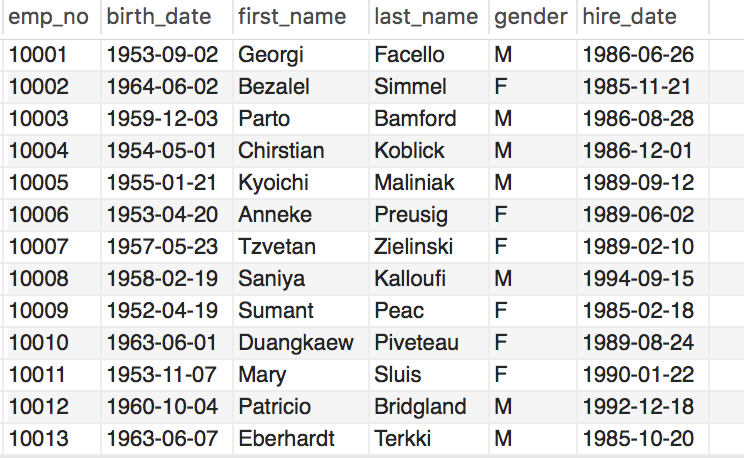 emp_no birth_date first_name last_name gender hire_date
10001 1953-09-02 Georgi Facello M 1986-06-26
10002 1964-06-02 Bezalel Simmel F 1985-11-21
10003 1959-12-03 Parto Bamford M 1986-08-28
10004 1954-05-01 Chirstian Koblick M 1986-12-01
10005 1955-01-21 Kyoichi Maliniak M 1989-09-12
10006 1953-04-20 Anneke Preusig F 1989-06-02
10007 1957-05-23 Tzvetan Zielinski F 1989-02-10
10008 1958-02-19 Saniya Kalloufi M 1994-09-15
10009 1952-04-19 Sumant Peac F 1985-02-18
10010 1963-06-01 Duangkaew Piveteau F 1989-08-24
10011 1953-11-07 Mary Sluis F 1990-01-22
10012 1960-10-04 Patricio Bridgland M 1992-12-18
10013 1963-06-07 Eberhardt Terkki M 1985-10-20